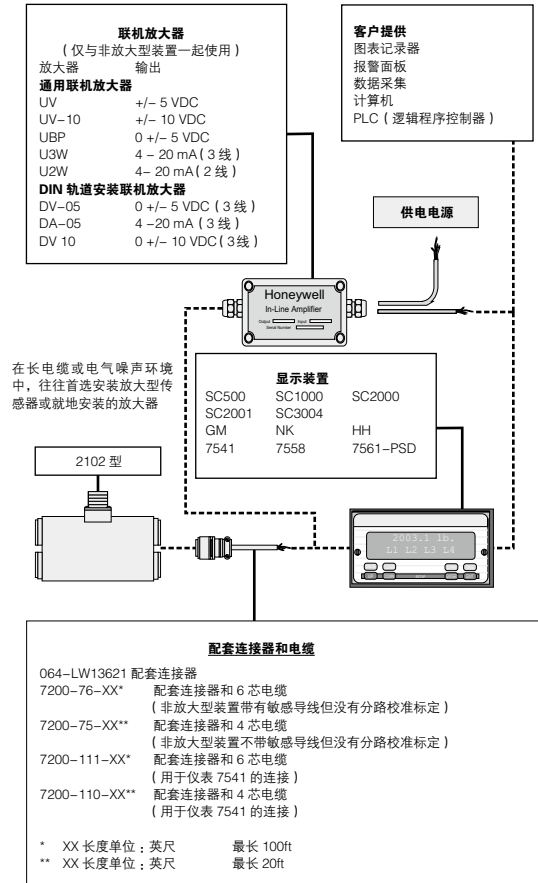 联机放大器
（仅与非放大型装置一起使用）
放大器 输出
通用联机放大器
UV +/– 5 VDC
UV–10 +/– 10 VDC
UBP 0 +/– 5 VDC
U3W 4 – 20 mA（3 线）
U2W 4– 20 mA（2 线）
DIN 轨道安装联机放大器
DV–05 0 +/– 5 VDC（3 线）
DA–05 4 –20 mA（3 线）
DV 10 0 +/– 10 VDC（3 线）
客户提供
图表记录器
报警面板
数据采集
计算机
PLC（逻辑程序控制器）
供电电源
Honeywell
In-Line Amplifier
Output Input
Serial Number
在长电缆或电气噪声环境
中，往往首选安装放大型传
感器或就地安装的放大器
显示装置
SC500 SC1000 SC2000
SC2001 SC3004
GM NK HH
7541 7558 7561–PSD
2102 型
2003.1 lb.
L1 L2 L3 L4
配套连接器和电缆
064–LW13621 配套连接器
7200–76–XX* 配套连接器和 6 芯电缆
（非放大型装置带有敏感导线但没有分路校准标定）
7200–75–XX** 配套连接器和 4 芯电缆
（非放大型装置不带敏感导线但没有分路校准标定）
7200–111–XX* 配套连接器和 6 芯电缆
（用于仪表 7541 的连接）
7200–110–XX** 配套连接器和 4 芯电缆
（用于仪表 7541 的连接）
* XX 长度单位：英尺 最长 100ft
** XX 长度单位：英尺 最长 20ft